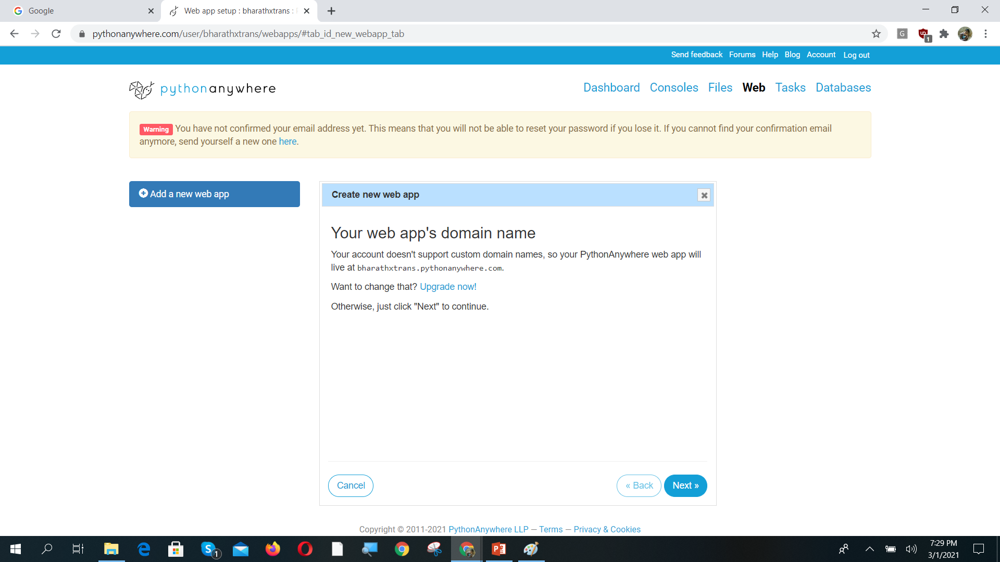 Google
Web app setup : bharathxtrans :
pythonanywhere.com/user/bharathxtrans/webapps/#tab_id_new_webapp_tab
G
1
Send feedback Forums Help Blog Account Log out
pythonanywhere
Dashboard Consoles Files Web Tasks Databases
Warning You have not confirmed your email address yet. This means that you will not be able to reset your password if you lose it. If you cannot find your confirmation email
anymore, send yourself a new one here.
Add a new web app
Create new web app
Your web app's domain name
Your account doesn't support custom domain names, so your PythonAnywhere web app will
live at bharathxtrans.pythonanywhere.com.
Want to change that? Upgrade now!
Otherwise, just click "Next" to continue.
Cancel
« Back
Next »
Copyright © 2011-2021 PythonAnywhere LLP — Terms — Privacy & Cookies
1
7:29 PM
3/1/2021